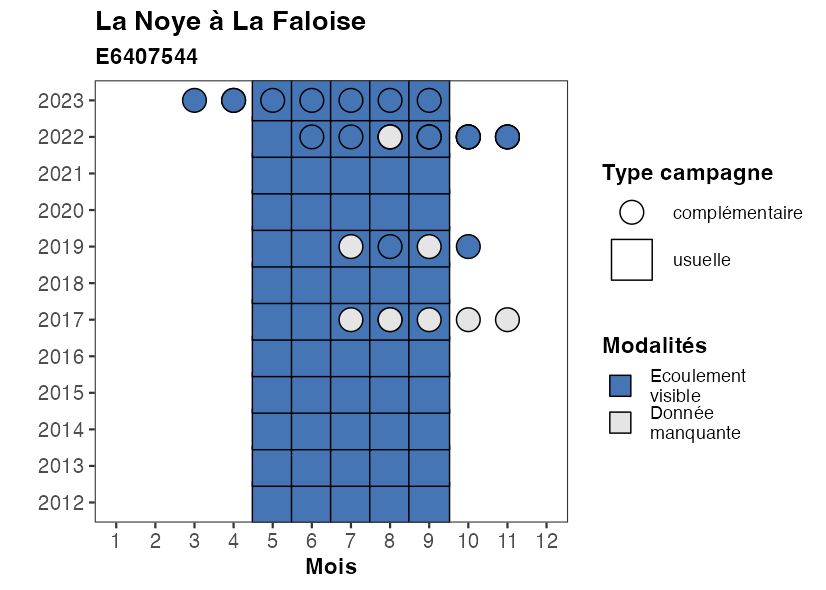 La Noye à La Faloise
E6407544
2023
2022
2021
2020
2019
2018
2017
2016
2015
2014
2013
2012
1 2 3 4 5 6 7 8 9 10 11 12
Mois
Type campagne
complémentaire
usuelle
Modalités
Ecoulement
visible
Donnée
manquante